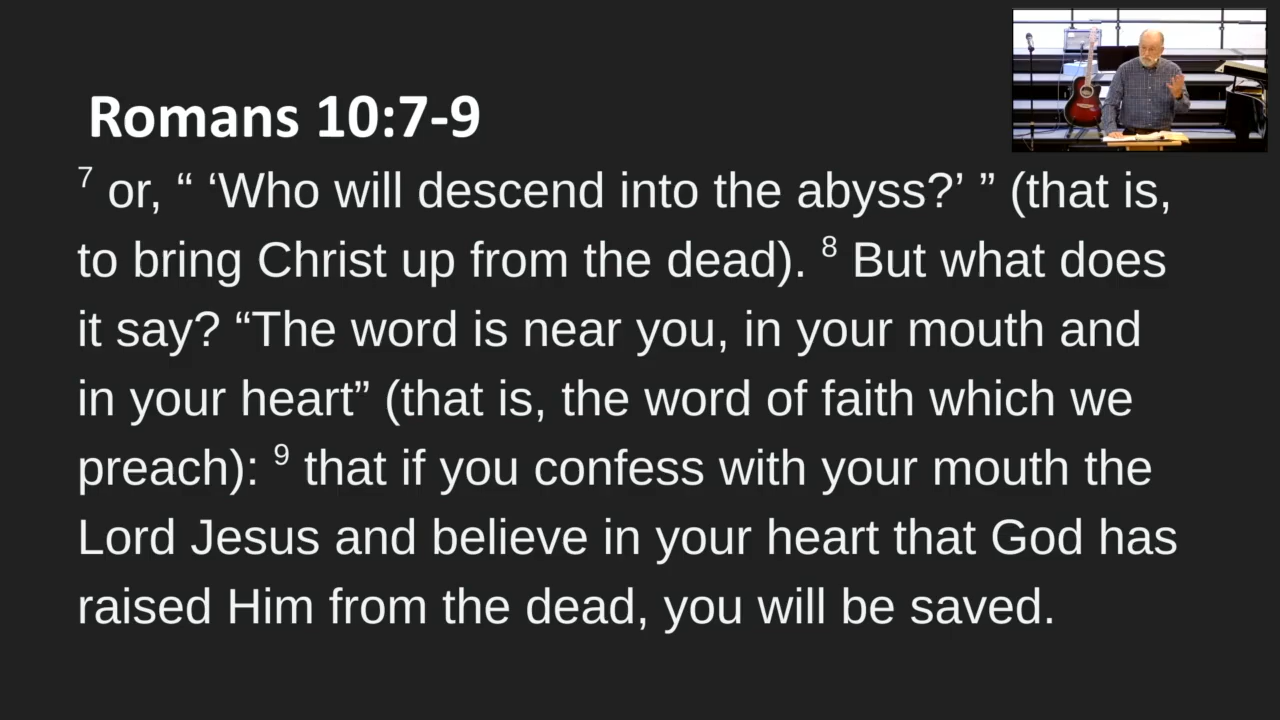 Romans 10:7-9
7 or, “ ‘Who will descend into the abyss?’ ” (that is,
to bring Christ up from the dead). 8 But what does
it say? “The word is near you, in your mouth and
in your heart” (that is, the word of faith which we
preach): 9 that if you confess with your mouth the
Lord Jesus and believe in your heart that God has
raised Him from the dead, you will be saved.